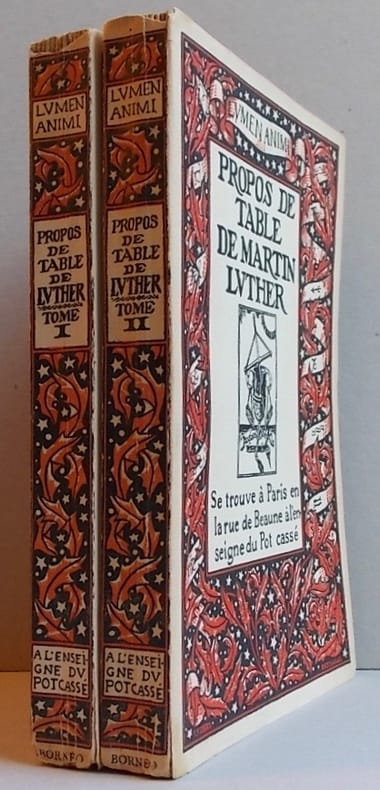 LVMEN
ANIMI
PROPOS
DE
TABLE
DE
LVTHER
TOME
I
A L'ENSEI-
GNE DV
POT CASSÉ
BORNEO
LVMEN
ANIMI
PROPOS
DE
TABLE
DE
LVTHER
TOME
II
A L'ENSEI-
GNE DV
POT CASSÉ
BORNEO
LVMEN ANIMI
PROPOS DE
TABLE
DE MARTIN
LVTHER
Se trouve à Paris en
la rue de Beaune à l'en-
seigne du Pot cassé